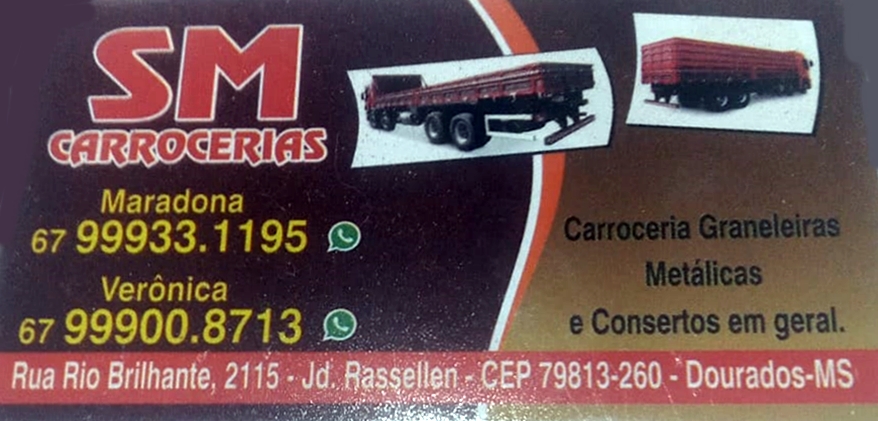 SM
CARROCERIAS
Maradona
67 99933.1195
Verônica
67 99900.8713
Carroceria Graneleiras
Metálicas
e Consertos em geral.
Rua Rio Brilhante, 2115 - Jd. Rassellen - CEP 79813-260 - Dourados-MS